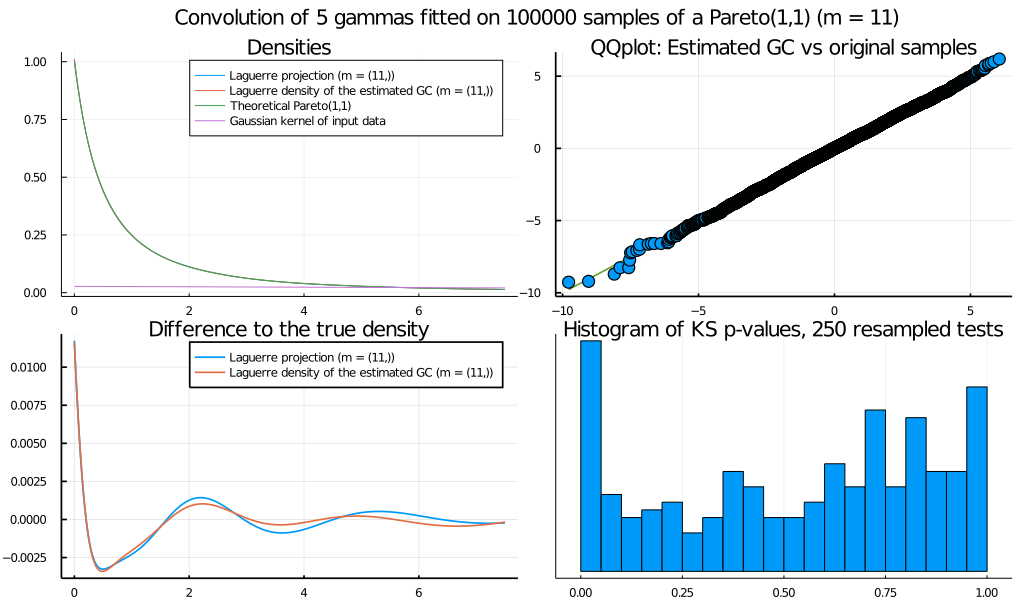 Convolution of 5 gammas fitted on 100000 samples of a Pareto(1,1) (m = 11)
Densities
1.00
0.75
0.50
0.25
0.00
Laguerre projection (m = (11,))
Laguerre density of the estimated GC (m = (11,))
Theoretical Pareto(1,1)
Gaussian kernel of input data
0 2 4 6
QQplot: Estimated GC vs original samples
5
0
−5
−10
−10 −5 0 5
Difference to the true density
0.0100
0.0075
0.0050
0.0025
0.0000
−0.0025
Laguerre projection (m = (11,))
Laguerre density of the estimated GC (m = (11,))
0 2 4 6
Histogram of KS p-values, 250 resampled tests
0.00 0.25 0.50 0.75 1.00